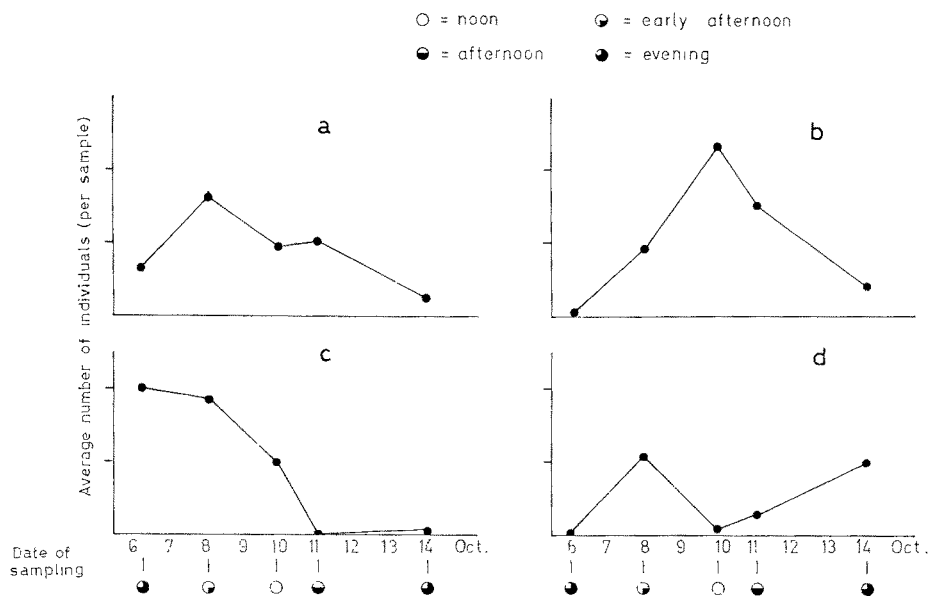 = noon = early afternoon
= afternoon = evening
a
b
Average number of individuals (per sample)
c
d
6 7 8 9 10 11 12 13 14 Oct.
6 7 8 9 10 11 12 13 14 Oct.
Date of
sampling